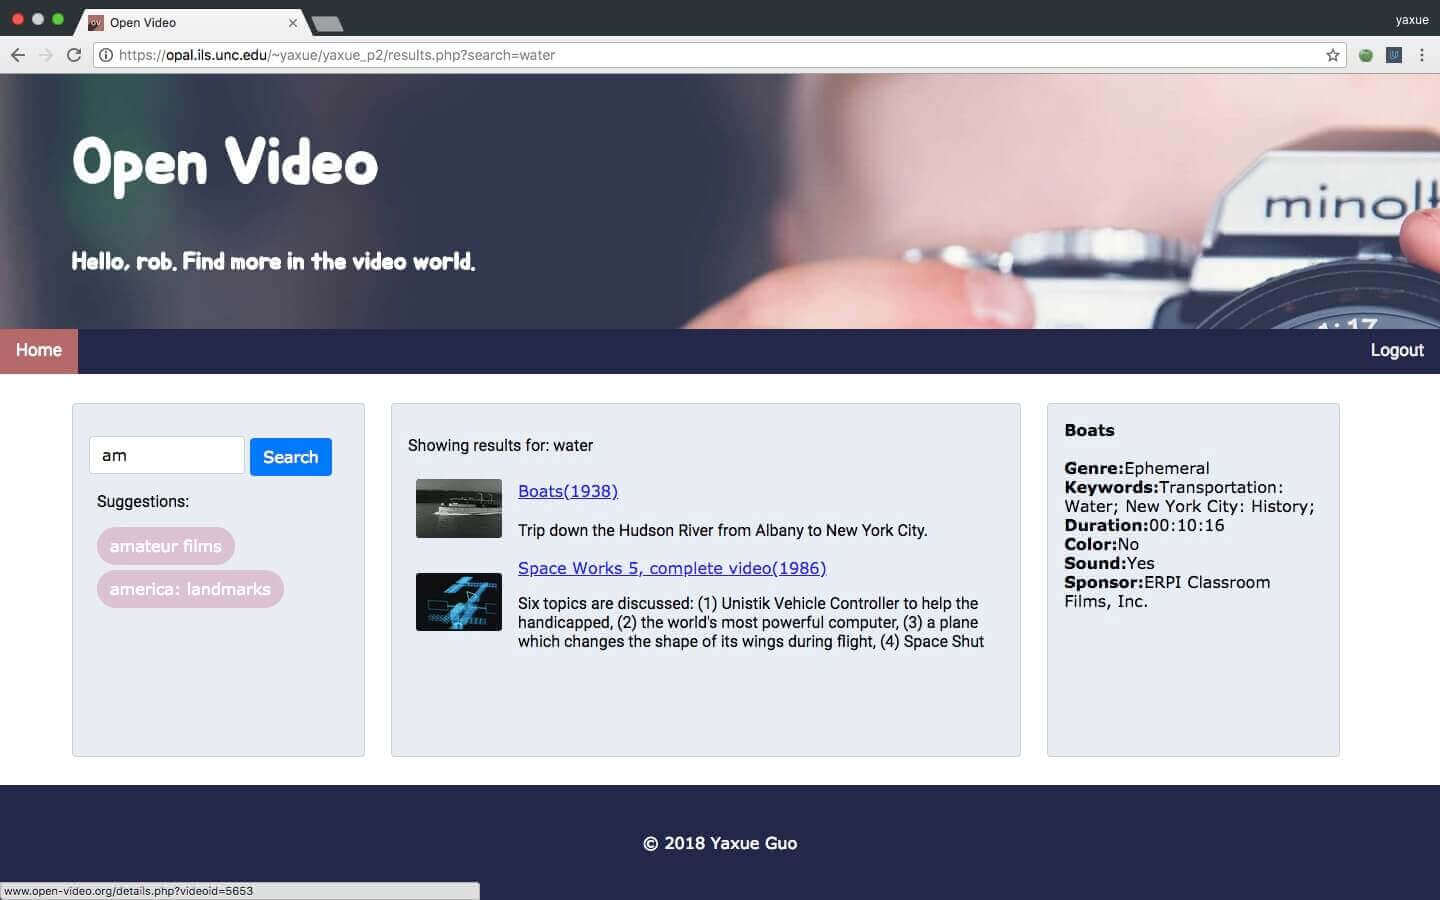 Open Video
yaxue
https://opal.ils.unc.edu/~yaxue/yaxue_p2/results.php?search=water
Open Video
minolt
Hello, rob. Find more in the video world.
1:17
Home
Logout
am
Search
Suggestions:
amateur films
america: landmarks
Showing results for: water
Boats(1938)
Trip down the Hudson River from Albany to New York City.
Space Works 5, complete video(1986)
Six topics are discussed: (1) Unistik Vehicle Controller to help the
handicapped, (2) the world's most powerful computer, (3) a plane
which changes the shape of its wings during flight, (4) Space Shut
Boats
Genre:Ephemeral
Keywords:Transportation:
Water; New York City: History;
Duration:00:10:16
Color:No
Sound:Yes
Sponsor:ERPI Classroom
Films, Inc.
© 2018 Yaxue Guo
www.open-video.org/details.php?videoid=5653